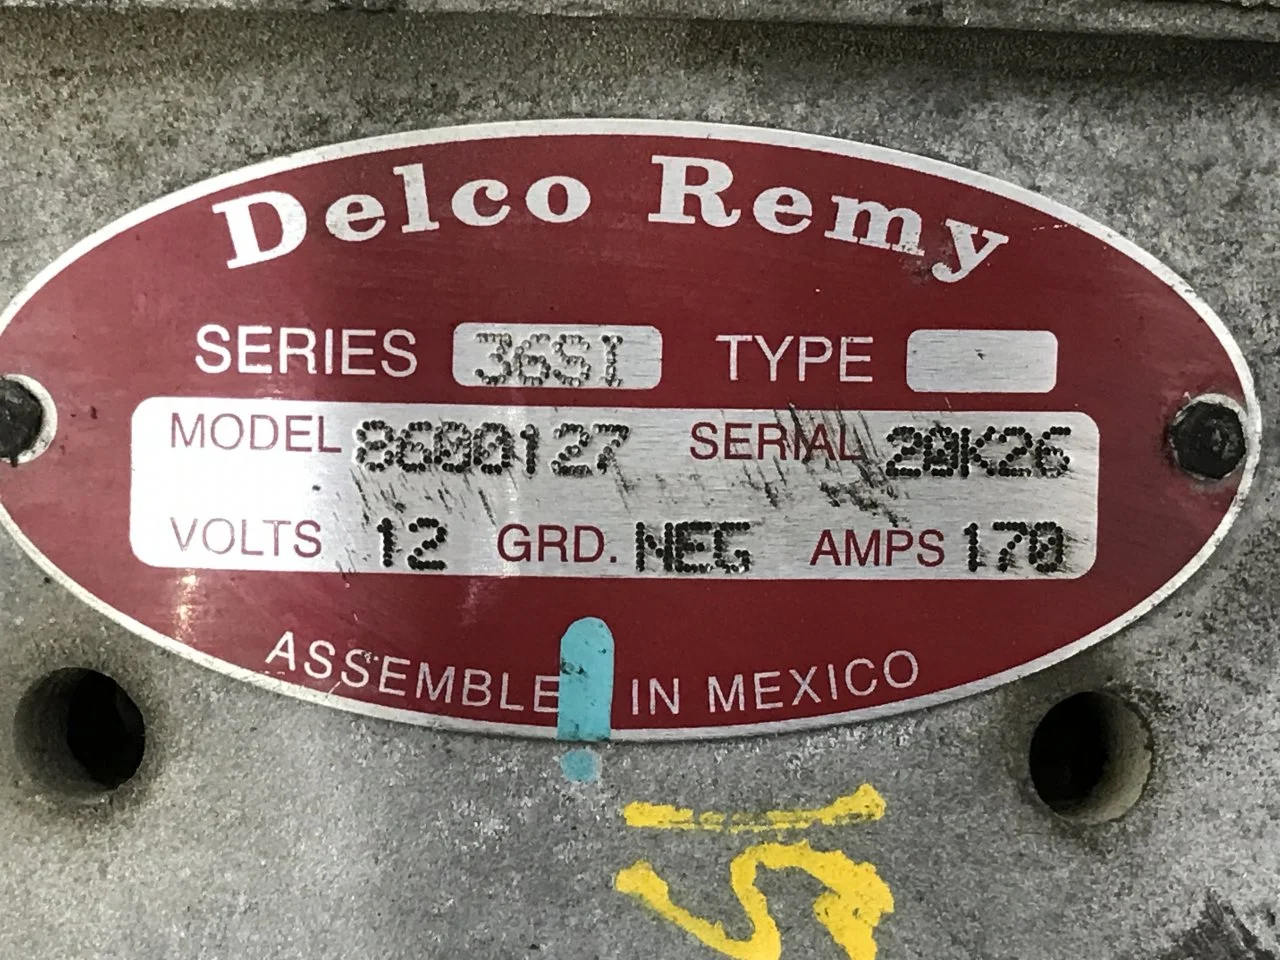 Delco Remy
SERIES 36SI TYPE
MODEL 8600127 SERIAL 20K26
VOLTS 12 GRD. NEG AMPS 170
ASSEMBLE IN MEXICO